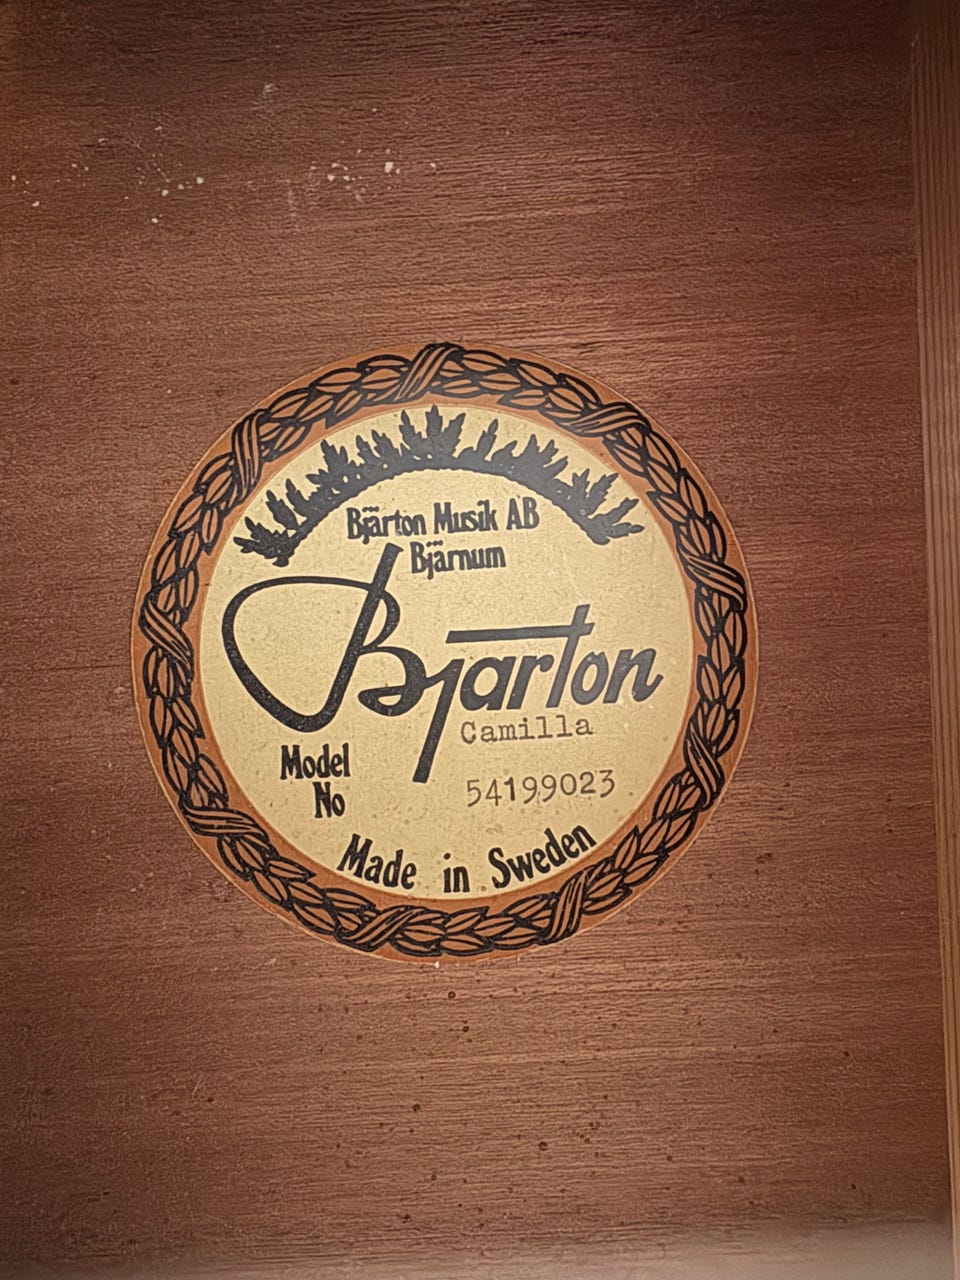 Bjärton Musik AB
Bjärnum
Bjarton
Camilla
Model
No 54199023
Made in Sweden